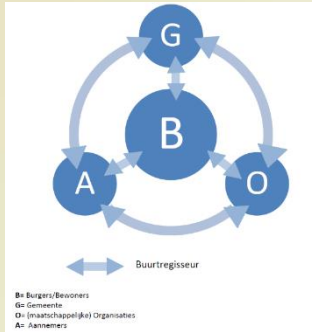 G
B
A
O
Buurtregisseur
B= Burgers/Bewoners
G= Gemeente
O= (maatschappelijke) Organisaties
A= Aannemers